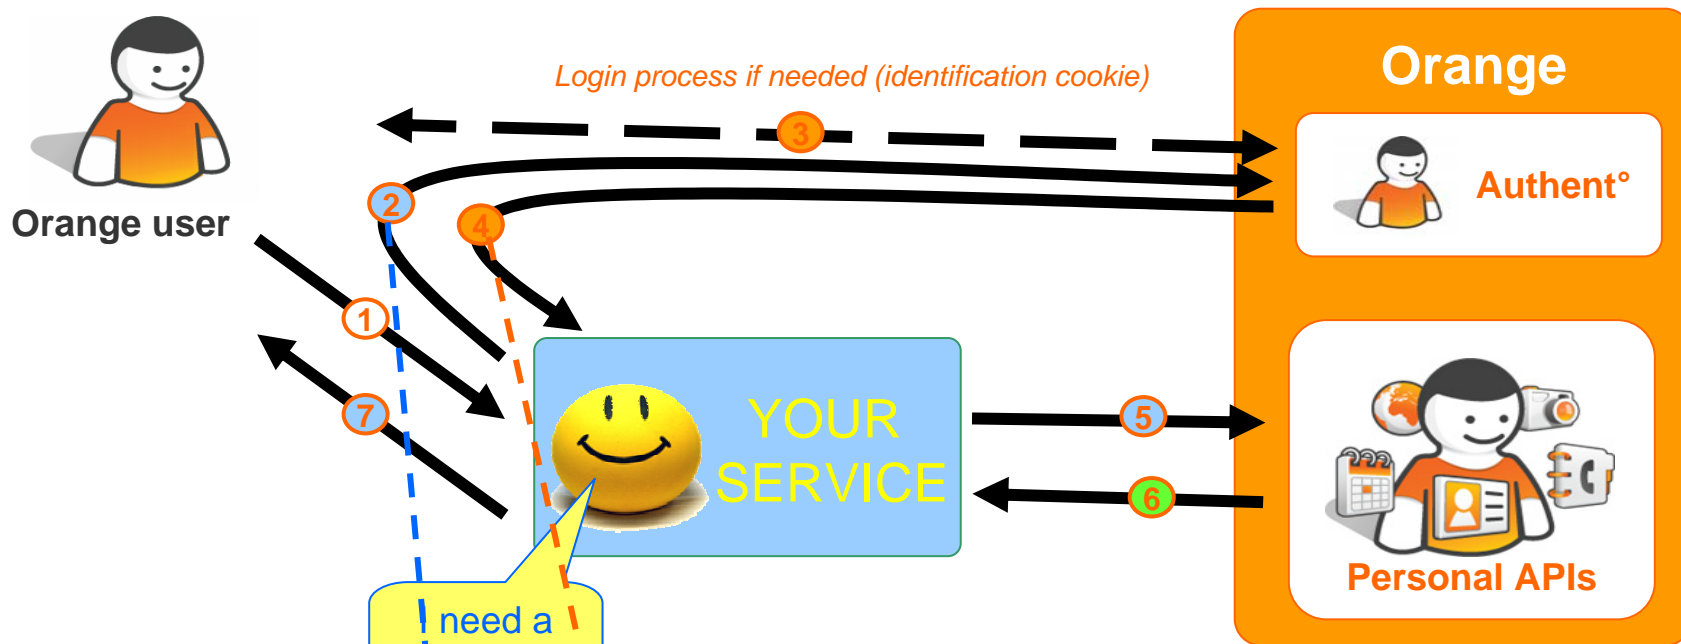 Login process if needed (identification cookie)
Orange
3
Authent°
2
4
Orange user
1
7
YOUR
SERVICE
5
6
Personal APIs
I need a